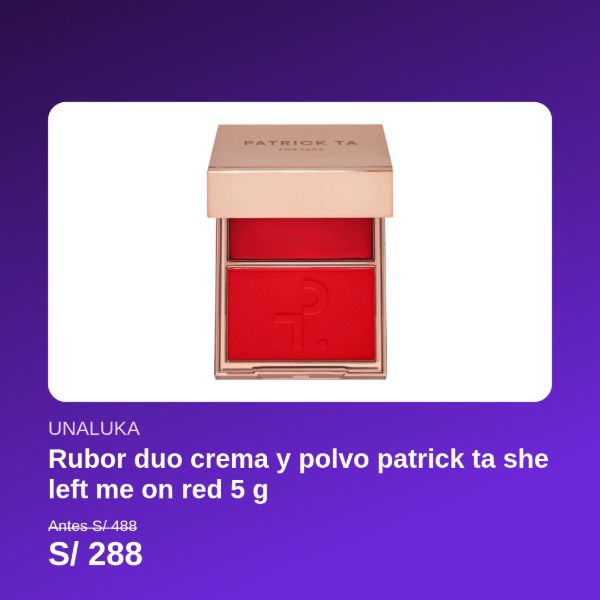 PATRICK TA
FOR FACE
UNALUKA
Rubor duo crema y polvo patrick ta she
left me on red 5 g
Antes S/ 488
S/ 288